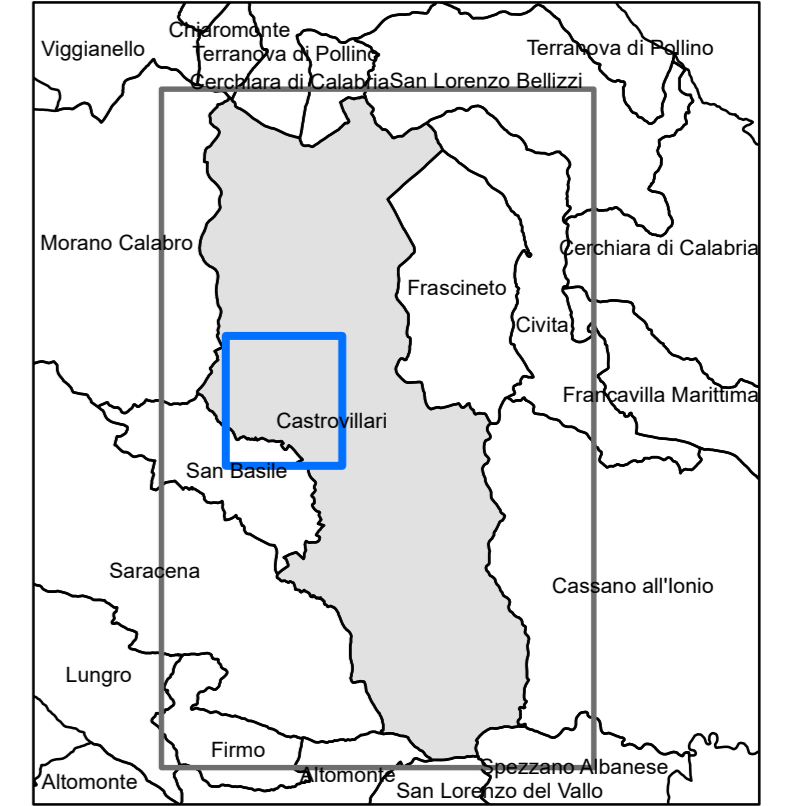 Chiaromonte
Viggianello
Terranova di Pollino
Terranova di Pollino
Cerchiara di Calabria
San Lorenzo Bellizzi
Morano Calabro
Cerchiara di Calabria
Frascineto
Civita
Francavilla Marittima
Castrovillari
San Basile
Saracena
Cassano all'Ionio
Lungro
Firmo
Altomonte
Altomonte
Spezzano Albanese
San Lorenzo del Vallo